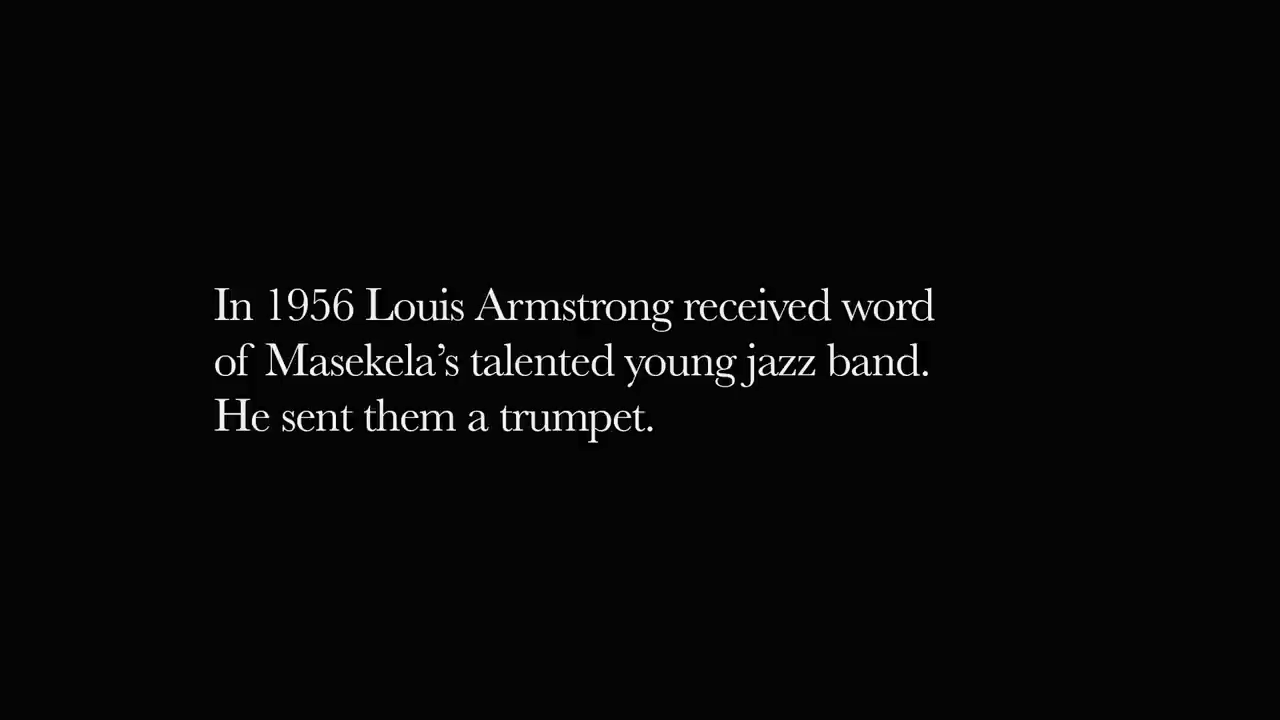 In 1956 Louis Armstrong received word
of Masekela’s talented young jazz band.
He sent them a trumpet.